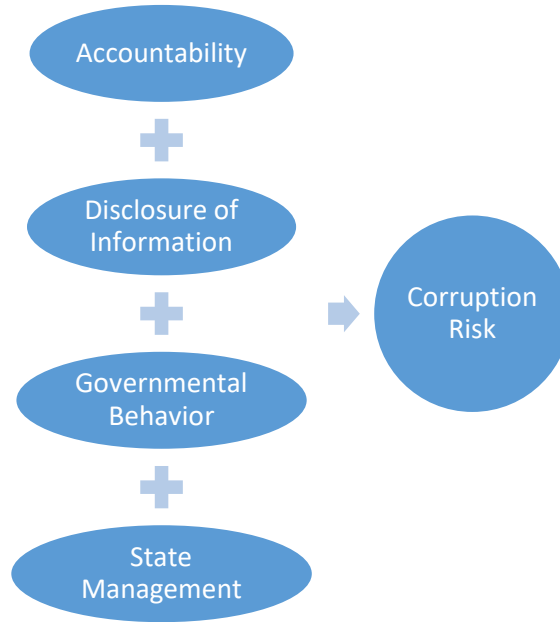 Accountability
Disclosure of
Information
Governmental
Behavior
State
Management
Corruption
Risk